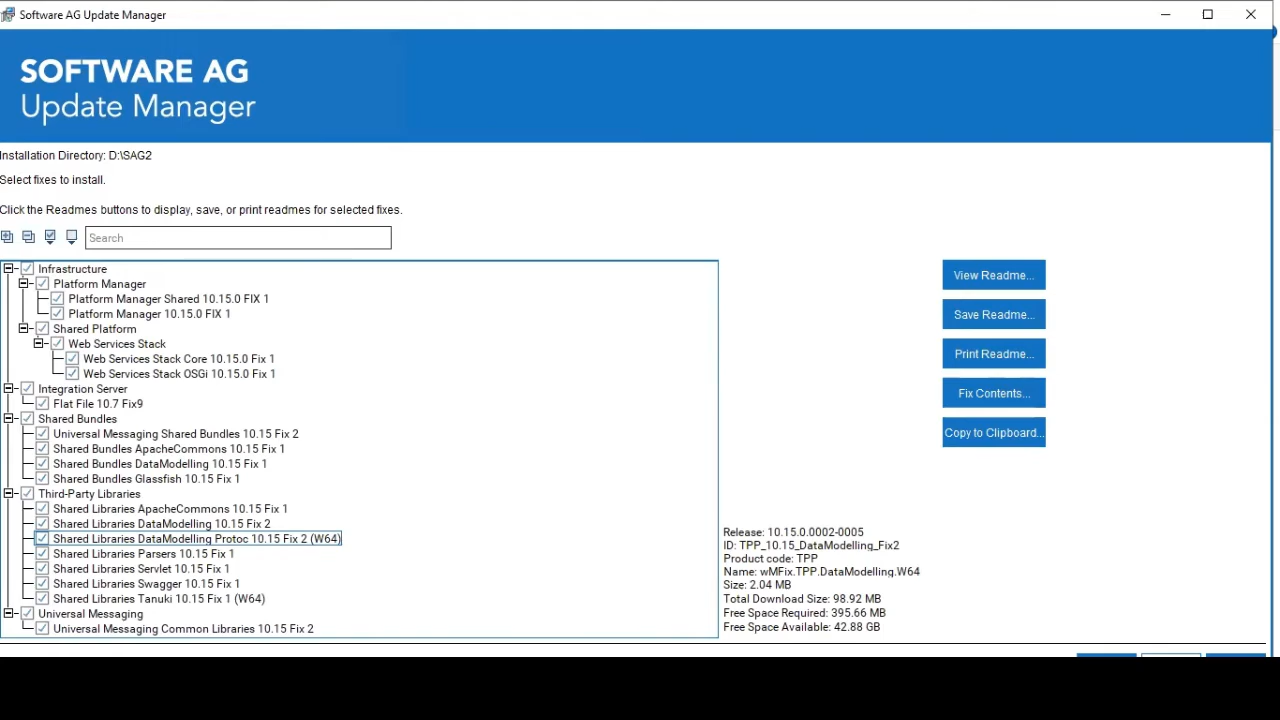 Software AG Update Manager
SOFTWARE AG
Update Manager
Installation Directory: D:\SAG2
Select fixes to install.
Click the Readmes buttons to display, save, or print readmes for selected fixes.
Search
Infrastructure
Platform Manager
Platform Manager Shared 10.15.0 FIX 1
Platform Manager 10.15.0 FIX 1
Shared Platform
Web Services Stack
Web Services Stack Core 10.15.0 Fix 1
Web Services Stack OSGi 10.15.0 Fix 1
Integration Server
Flat File 10.7 Fix9
Shared Bundles
Universal Messaging Shared Bundles 10.15 Fix 2
Shared Bundles ApacheCommons 10.15 Fix 1
Shared Bundles DataModelling 10.15 Fix 1
Shared Bundles Glassfish 10.15 Fix 1
Third-Party Libraries
Shared Libraries ApacheCommons 10.15 Fix 1
Shared Libraries DataModelling 10.15 Fix 2
Shared Libraries DataModelling Protoc 10.15 Fix 2 (W64)
Shared Libraries Parsers 10.15 Fix 1
Shared Libraries Servlet 10.15 Fix 1
Shared Libraries Swagger 10.15 Fix 1
Shared Libraries Tanuki 10.15 Fix 1 (W64)
Universal Messaging
Universal Messaging Common Libraries 10.15 Fix 2
View Readme...
Save Readme...
Print Readme...
Fix Contents...
Copy to Clipboard...
Release: 10.15.0.0002-0005
ID: TPP_10.15_DataModelling_Fix2
Product code: TPP
Name: wMFix.TPP.DataModelling.W64
Size: 2.04 MB
Total Download Size: 98.92 MB
Free Space Required: 395.66 MB
Free Space Available: 42.88 GB